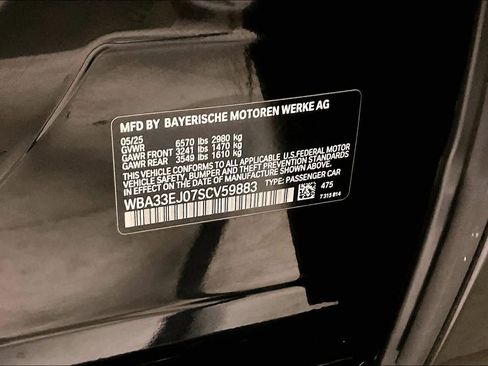 MFD BY BAYERISCHE MOTOREN WERKE AG
05/25
GVWR 6570 lbs 2980 kg
GAWR FRONT 3241 lbs 1470 kg
GAWR REAR 3549 lbs 1610 kg
THIS VEHICLE CONFORMS TO ALL APPLICABLE U.S.FEDERAL MOTOR
VEHICLE SAFETY, BUMPER, AND THEFT PREVENTION STANDARDS IN
EFFECT ON THE DATE OF MANUFACTURE SHOWN ABOVE.
WBA33EJ07SCV59883 TYPE: PASSENGER CAR
475
7 315 814